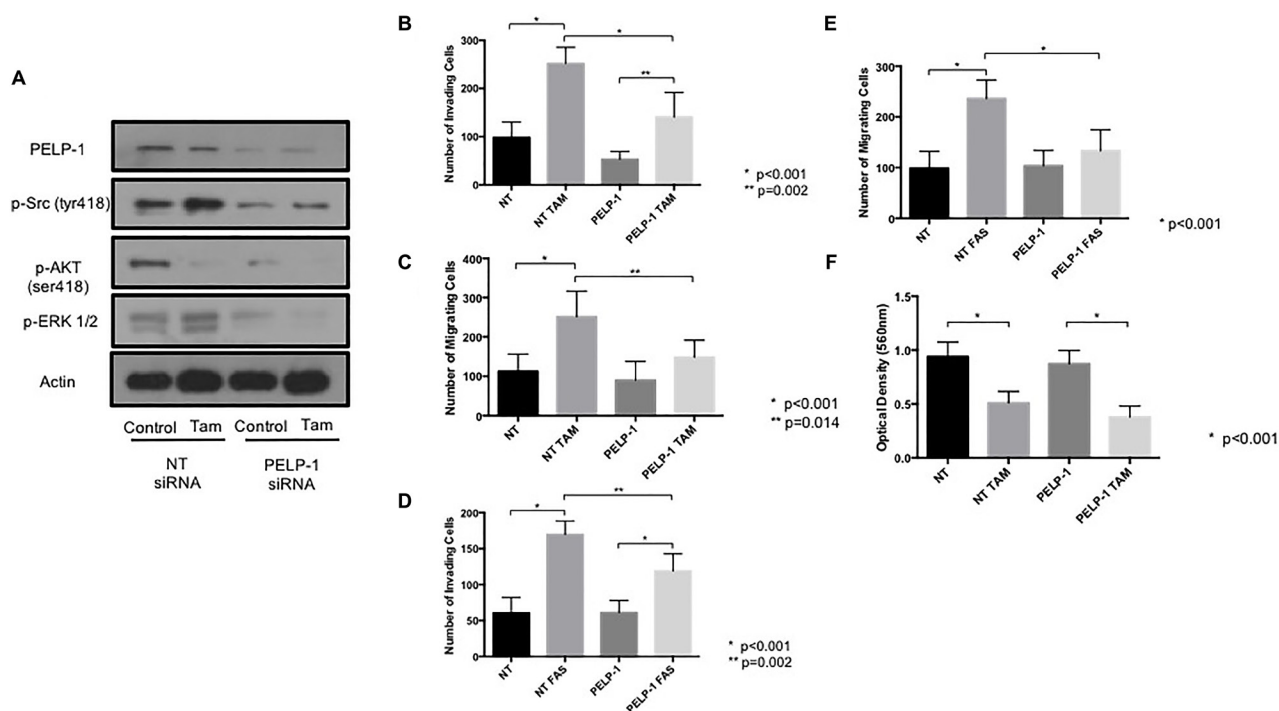 A
PELP-1
p-Src (tyr418)
p-AKT
(ser418)
p-ERK 1/2
Actin
Control Tam Control Tam
NT
siRNA
PELP-1
siRNA
B
Number of Invading Cells
300
200
100
0
* * **
NT
NT TAM
PELP-1
PELP-1 TAM
* p<0.001
** p=0.002
C
Number of Migrating Cells
400
300
200
100
0
* **
NT
NT TAM
PELP-1
PELP-1 TAM
* p<0.001
** p=0.014
D
Number of Invading Cells
200
150
100
50
0
* ** *
NT
NT FAS
PELP-1
PELP-1 FAS
* p<0.001
** p=0.002
E
Number of Migrating Cells
300
200
100
0
* *
NT
NT FAS
PELP-1
PELP-1 FAS
* p<0.001
F
Optical Density (560nm)
1.5
1.0
0.5
0.0
* *
NT
NT TAM
PELP-1
PELP-1 TAM
* p<0.001